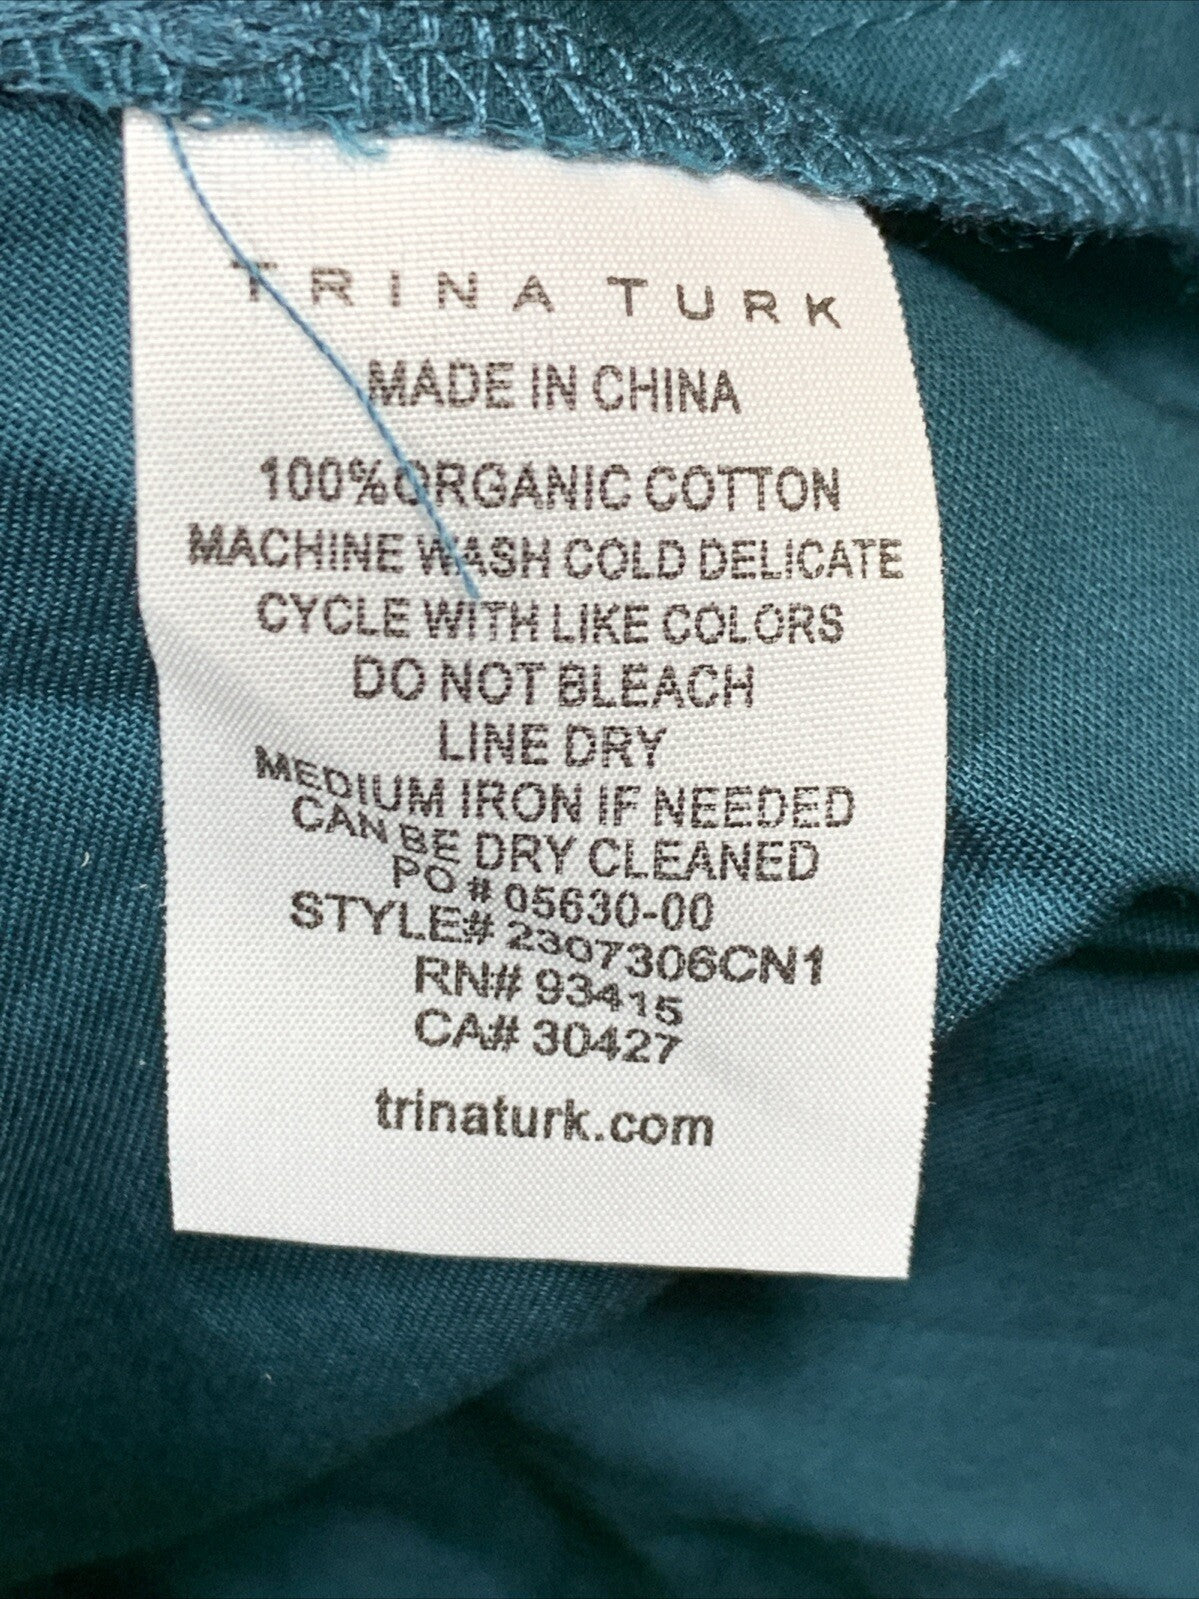 TRINA TURK
MADE IN CHINA
100%ORGANIC COTTON
MACHINE WASH COLD DELICATE
CYCLE WITH LIKE COLORS
DO NOT BLEACH
LINE DRY
MEDIUM IRON IF NEEDED
CAN BE DRY CLEANED
PO # 05630-00
STYLE# 2307306CN1
RN# 93415
CA# 30427
trinaturk.com